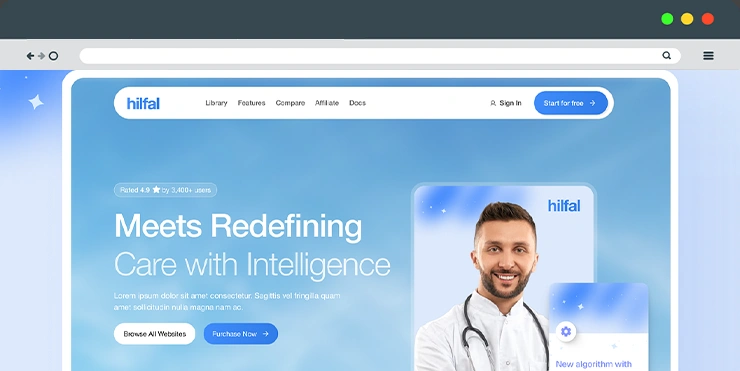 hilfal
Library Features Compare Affiliate Docs
Sign In
Start for free
Rated 4.9 by 3,400+ users
Meets Redefining
Care with Intelligence
Lorem ipsum dolor sit amet consectetur. Sagittis vel fringilla quam
amet sollicitudin nulla magna nam ac.
Browse All Websites
Purchase Now
hilfal
New algorithm with